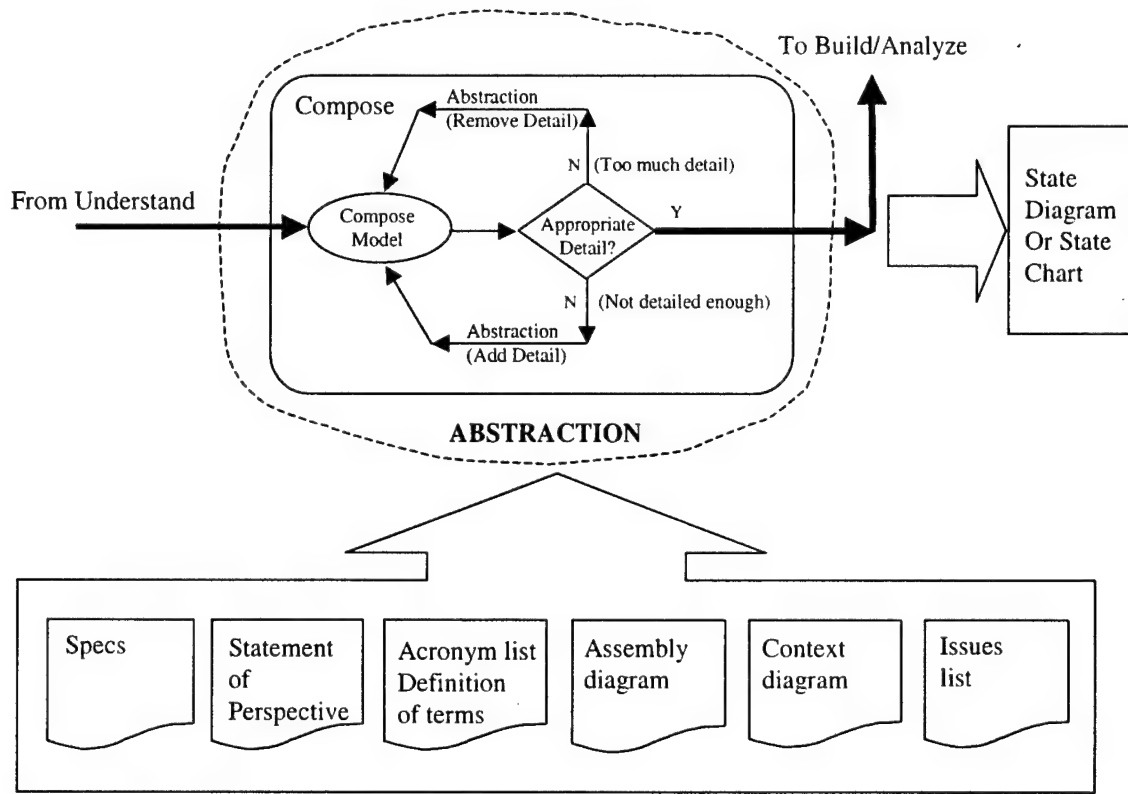 To Build/Analyze
Compose
Abstraction
(Remove Detail)
N (Too much detail)
From Understand
Compose
Model
Appropriate
Detail?
Y
State
Diagram
Or State
Chart
N (Not detailed enough)
Abstraction
(Add Detail)
ABSTRACTION
Specs
Statement
of
Perspective
Acronym list
Definition
of terms
Assembly
diagram
Context
diagram
Issues
list